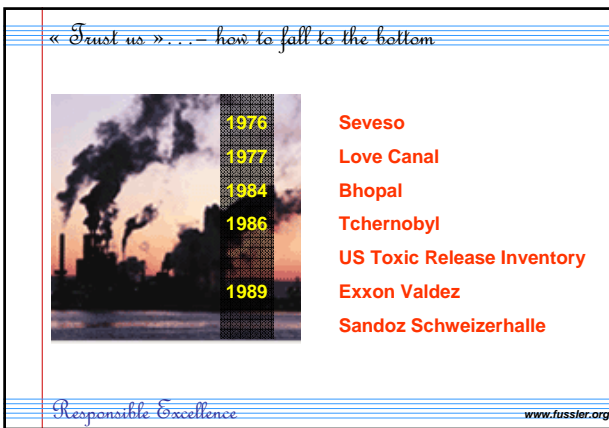 « Trust us »…– how to fall to the bottom
1976 Seveso
1977 Love Canal
1984 Bhopal
1986 Tchernobyl
US Toxic Release Inventory
1989 Exxon Valdez
Sandoz Schweizerhalle
Responsible Excellence www.fussler.org